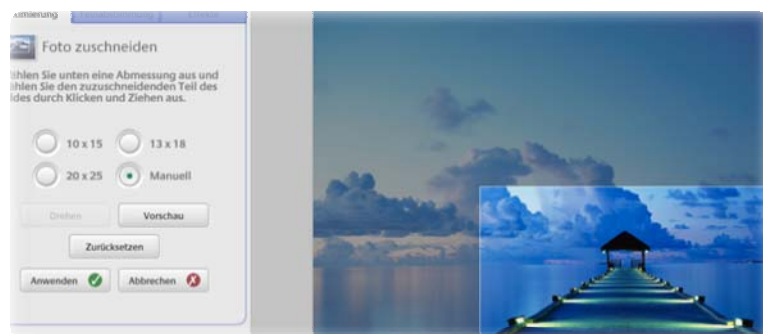 Foto zuschneiden
hlen Sie unten eine Abmessung aus und
hlen Sie den zuzuschneidenden Teil des
des durch Klicken und Ziehen aus.
10 x 15 13 x 18
20 x 25 Manuell
Drehen Vorschau
Zurücksetzen
Anwenden Abbrechen